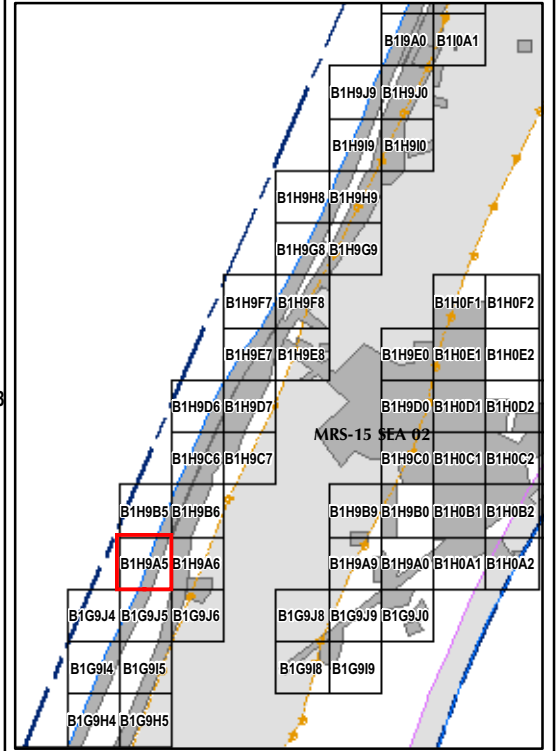 B1I9A0 B1I0A1
B1H9J9 B1H9J0
B1H9I9 B1H9I0
B1H9H8 B1H9H9
B1H9G8 B1H9G9
B1H9F7 B1H9F8 B1H0F1 B1H0F2
B1H9E7 B1H9E8 B1H9E0 B1H0E1 B1H0E2
B1H9D6 B1H9D7 B1H9D0 B1H0D1 B1H0D2
3
MRS-15 SEA 02
B1H9C6 B1H9C7 B1H9C0 B1H0C1 B1H0C2
B1H9B5 B1H9B6 B1H9B9 B1H9B0 B1H0B1 B1H0B2
B1H9A5 B1H9A6 B1H9A9 B1H9A0 B1H0A1 B1H0A2
B1G9J4 B1G9J5 B1G9J6 B1G9J8 B1G9J9 B1G9J0
B1G9I4 B1G9I5 B1G9I8 B1G9I9
B1G9H4 B1G9H5